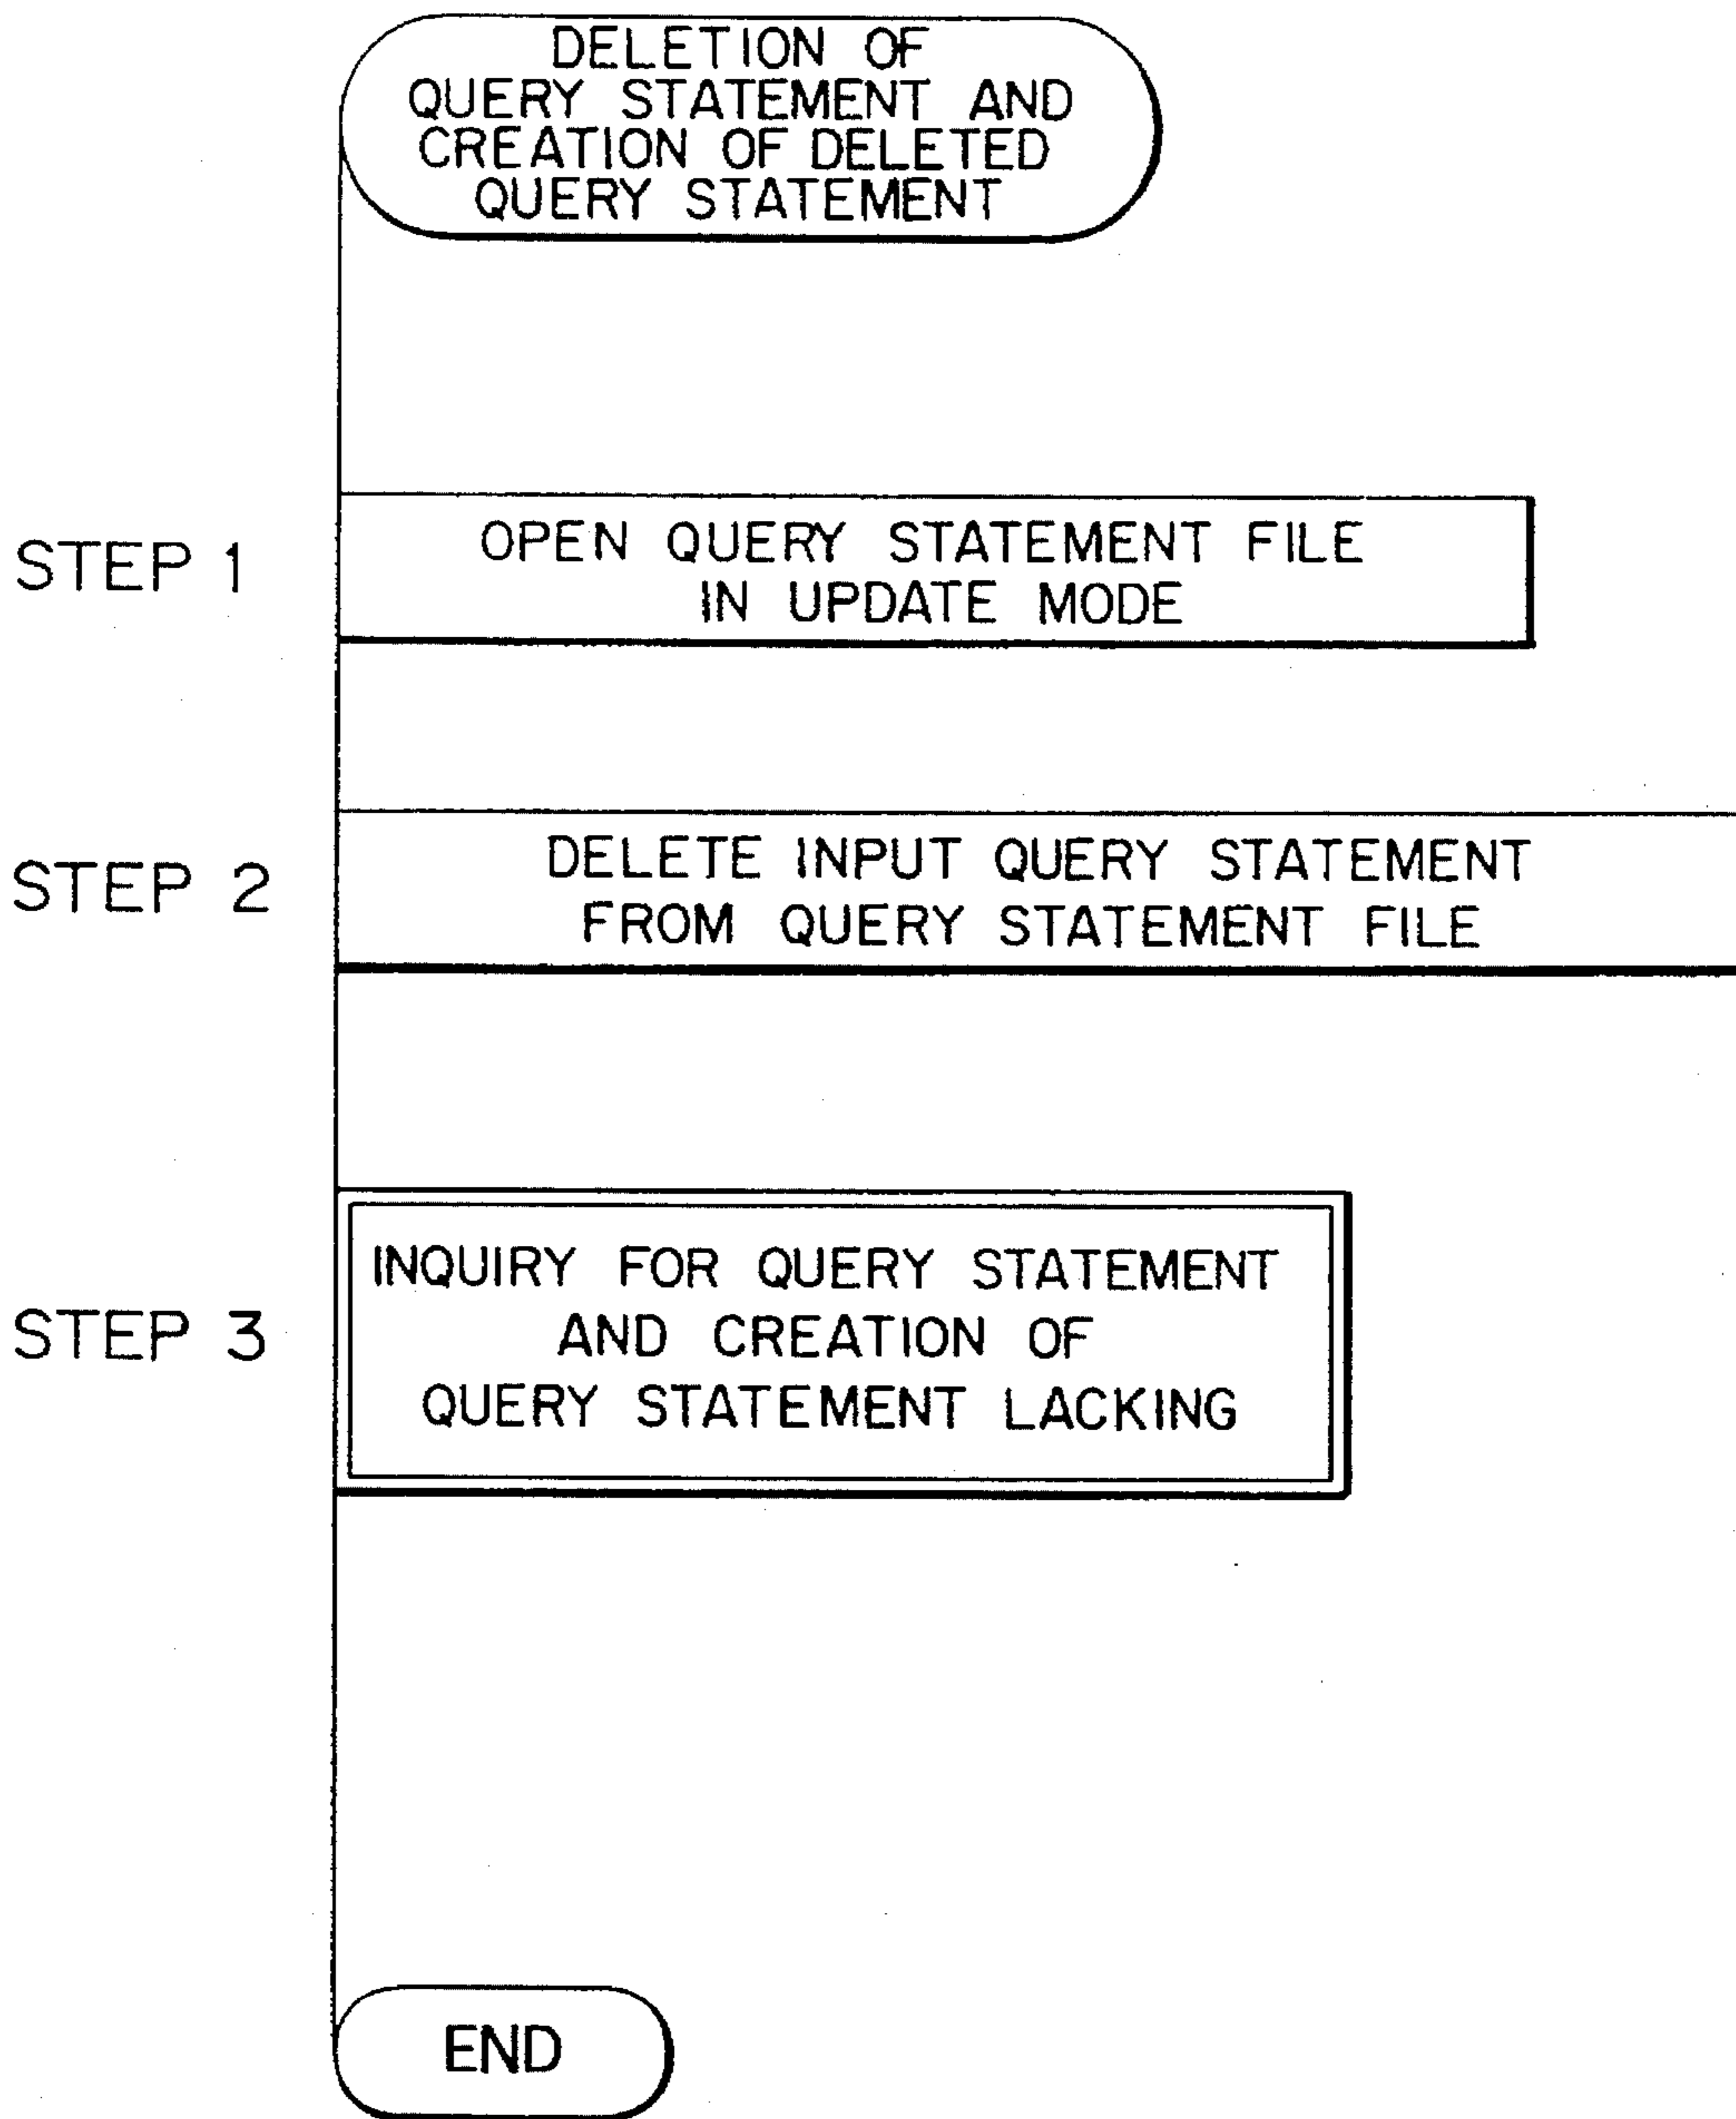 DELETION OF
QUERY STATEMENT AND
CREATION OF DELETED
QUERY STATEMENT
STEP 1
OPEN QUERY STATEMENT FILE
IN UPDATE MODE
STEP 2
DELETE INPUT QUERY STATEMENT
FROM QUERY STATEMENT FILE
STEP 3
INQUIRY FOR QUERY STATEMENT
AND CREATION OF
QUERY STATEMENT LACKING
END